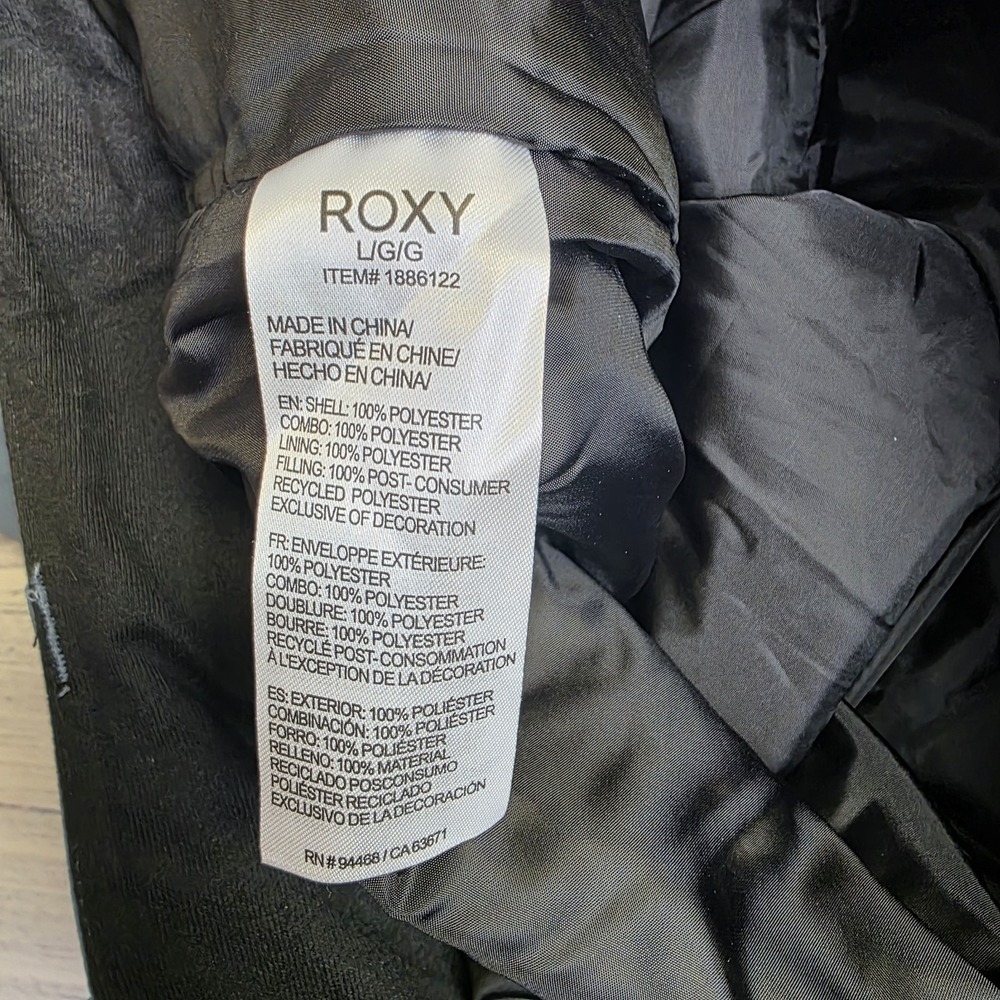 ROXY
L/G/G
ITEM# 1886122
MADE IN CHINA/
FABRIQUÉ EN CHINE/
HECHO EN CHINA/
EN: SHELL: 100% POLYESTER
COMBO: 100% POLYESTER
LINING: 100% POLYESTER
FILLING: 100% POST- CONSUMER
RECYCLED POLYESTER
EXCLUSIVE OF DECORATION
FR: ENVELOPPE EXTÉRIEURE:
100% POLYESTER
COMBO: 100% POLYESTER
DOUBLURE: 100% POLYESTER
BOURRE: 100% POLYESTER
RECYCLÉ POST-CONSOMMATION
À L'EXCEPTION DE LA DÉCORATION
ES: EXTERIOR: 100% POLIÉSTER
COMBINACIÓN: 100% POLIÉSTER
FORRO: 100% POLIÉSTER
RELLENO: 100% MATERIAL
RECICLADO POSCONSUMO
POLIÉSTER RECICLADO
EXCLUSIVO DE LA DECORACIÓN
RN # 94468 / CA 63671